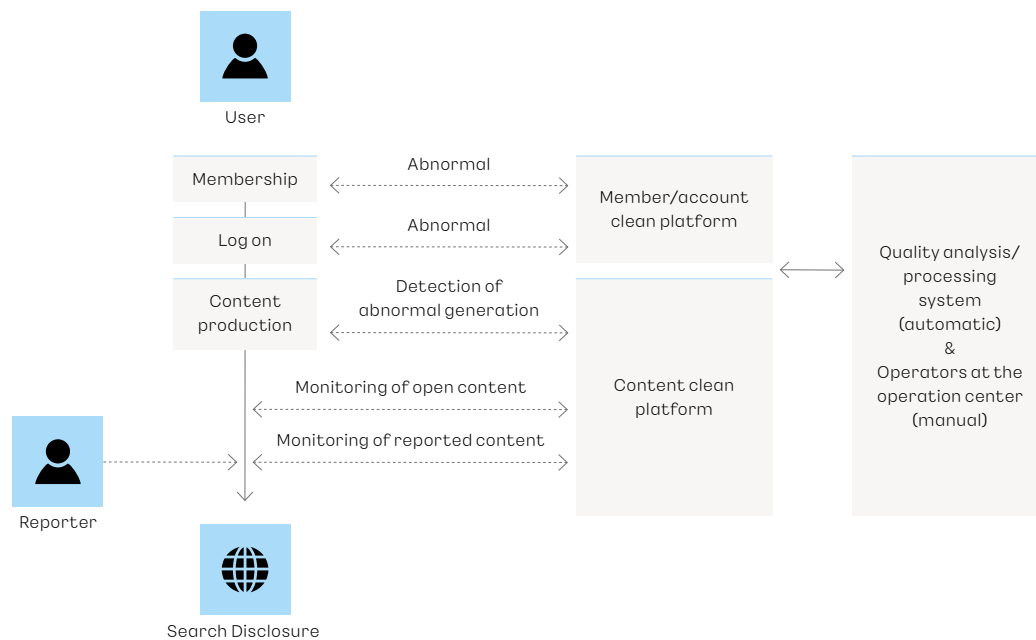 User
Membership
Abnormal
Member/account
clean platform
Log on
Abnormal
Content
production
Detection of
abnormal generation
Monitoring of open content
Content clean
platform
Monitoring of reported content
Quality analysis/
processing
system
(automatic)
&
Operators at the
operation center
(manual)
Reporter
Search Disclosure